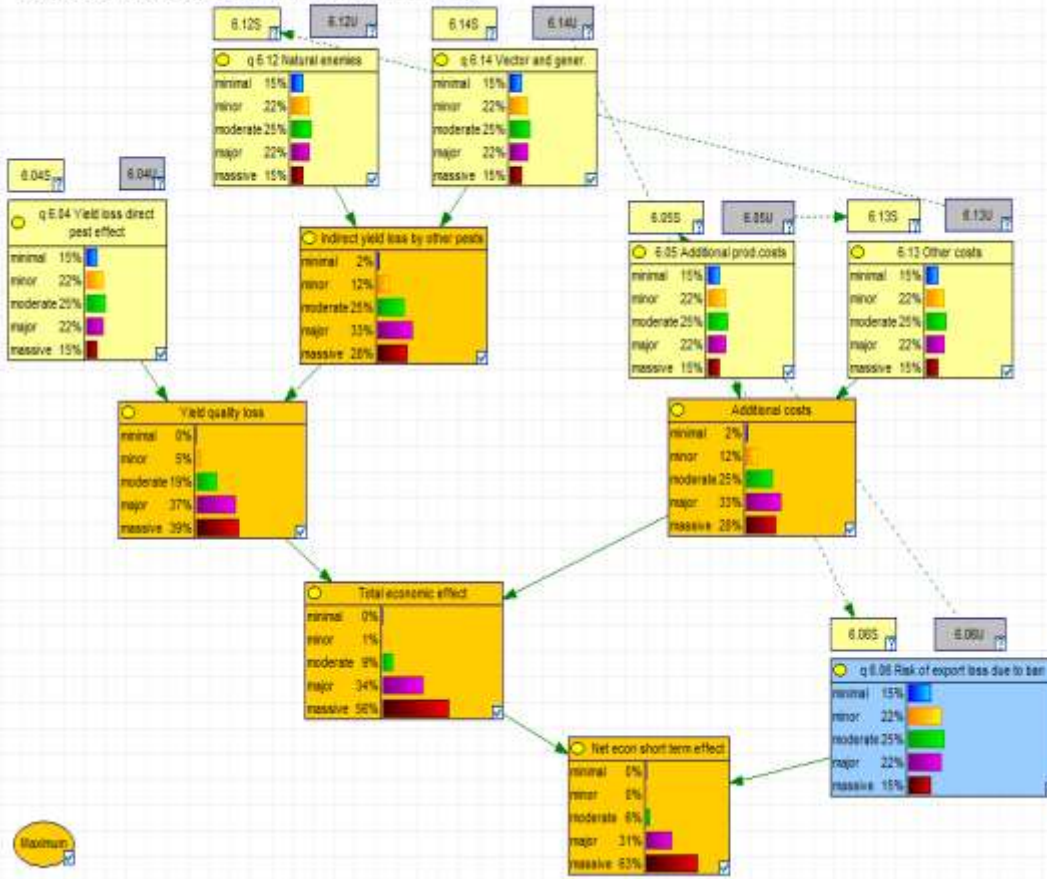 6.12S
6.12U
6.14S
6.14U
q 6.12 Natural enemies
minimal 15%
minor 22%
moderate 25%
major 22%
massive 15%
q 6.14 Vector and gener.
minimal 15%
minor 22%
moderate 25%
major 22%
massive 15%
6.04S
6.04U
q 6.04 Yield loss direct
pest effect
minimal 15%
minor 22%
moderate 25%
major 22%
massive 15%
Indirect yield loss by other pests
minimal 2%
minor 12%
moderate 25%
major 33%
massive 28%
6.05S
6.05U
6.13S
6.13U
6.05 Additional prod.costs
minimal 15%
minor 22%
moderate 25%
major 22%
massive 15%
6.13 Other costs
minimal 15%
minor 22%
moderate 25%
major 22%
massive 15%
Yield quality loss
minimal 0%
minor 5%
moderate 19%
major 37%
massive 39%
Additional costs
minimal 2%
minor 12%
moderate 25%
major 33%
massive 28%
Total economic effect
minimal 0%
minor 1%
moderate 9%
major 34%
massive 56%
6.06S
6.06U
q 6.06 Risk of export loss due to ban
minimal 15%
minor 22%
moderate 25%
major 22%
massive 15%
Net econ short term effect
minimal 0%
minor 0%
moderate 6%
major 31%
massive 63%
Maximum